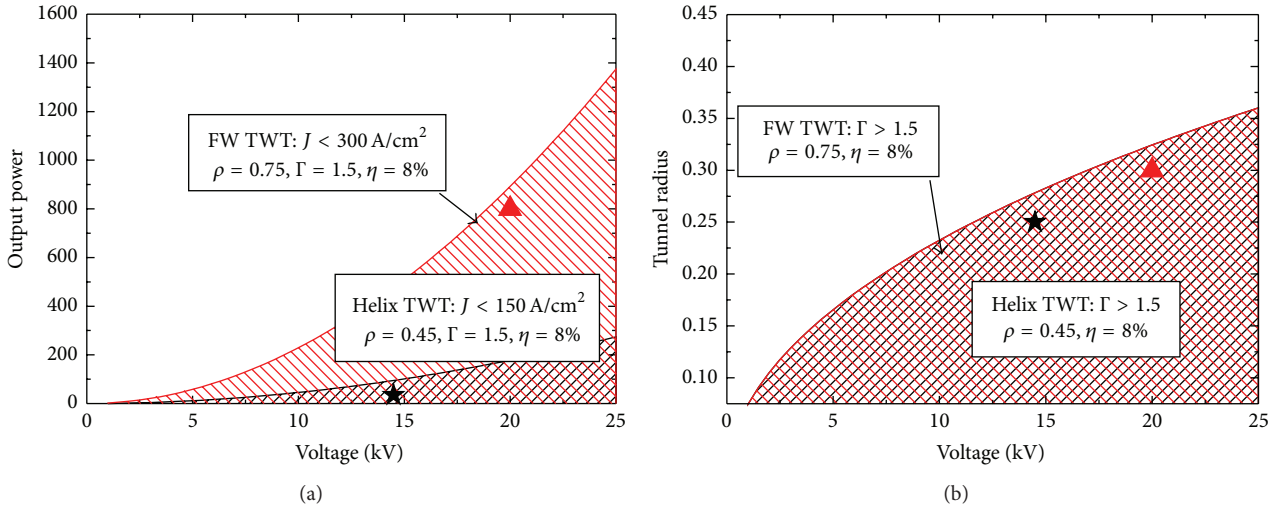 1600
1400
1200
1000
800
600
400
200
0
Output power
FW TWT: J < 300 A/cm²
ρ = 0.75, Γ = 1.5, η = 8%
Helix TWT: J < 150 A/cm²
ρ = 0.45, Γ = 1.5, η = 8%
0 5 10 15 20 25
Voltage (kV)
(a)
0.45
0.40
0.35
0.30
0.25
0.20
0.15
0.10
Tunnel radius
FW TWT: Γ > 1.5
ρ = 0.75, η = 8%
Helix TWT: Γ > 1.5
ρ = 0.45, η = 8%
0 5 10 15 20 25
Voltage (kV)
(b)